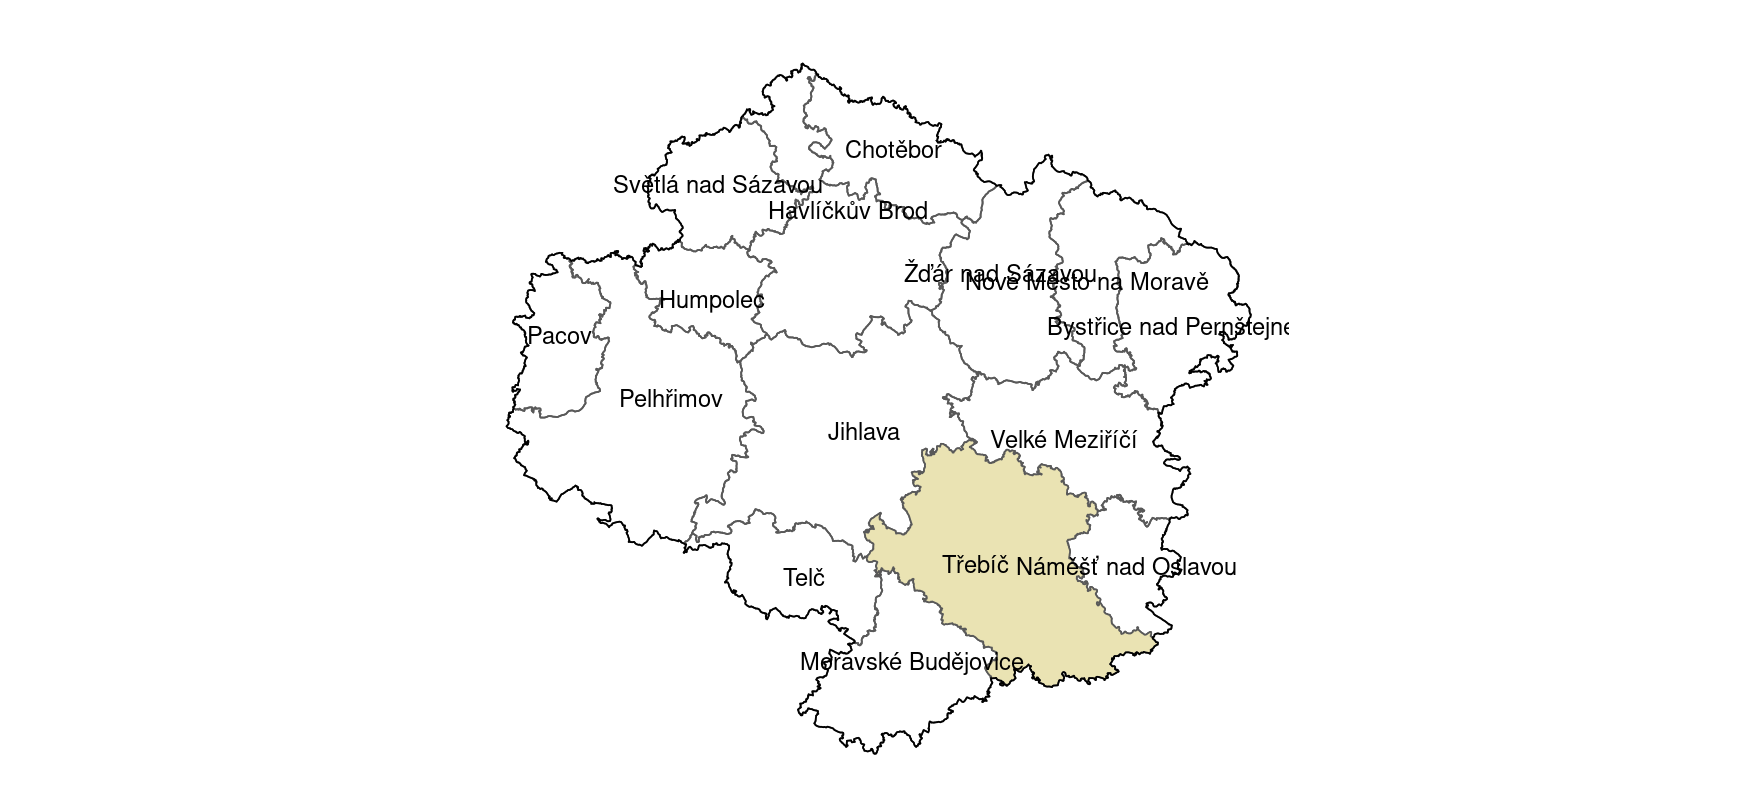 Chotěboř
Světlá nad Sázavou
Havlíčkův Brod
Žďár nad Sázavou
Nové Město na Moravě
Humpolec
Bystřice nad Pernštejne
Pacov
Pelhřimov
Jihlava
Velké Meziříčí
Třebíč
Náměšť nad Oslavou
Telč
Moravské Budějovice